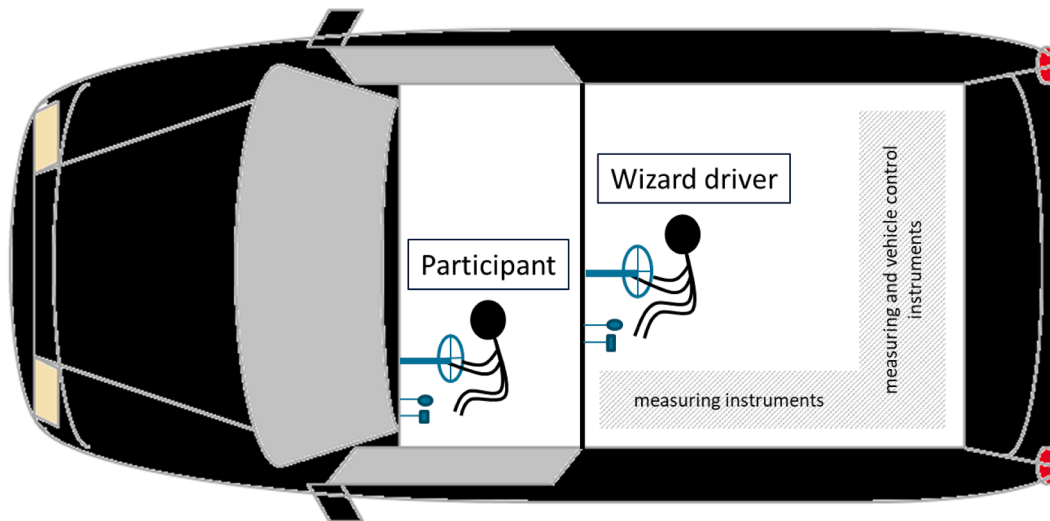 Wizard driver
Participant
measuring instruments
measuring and vehicle control
instruments